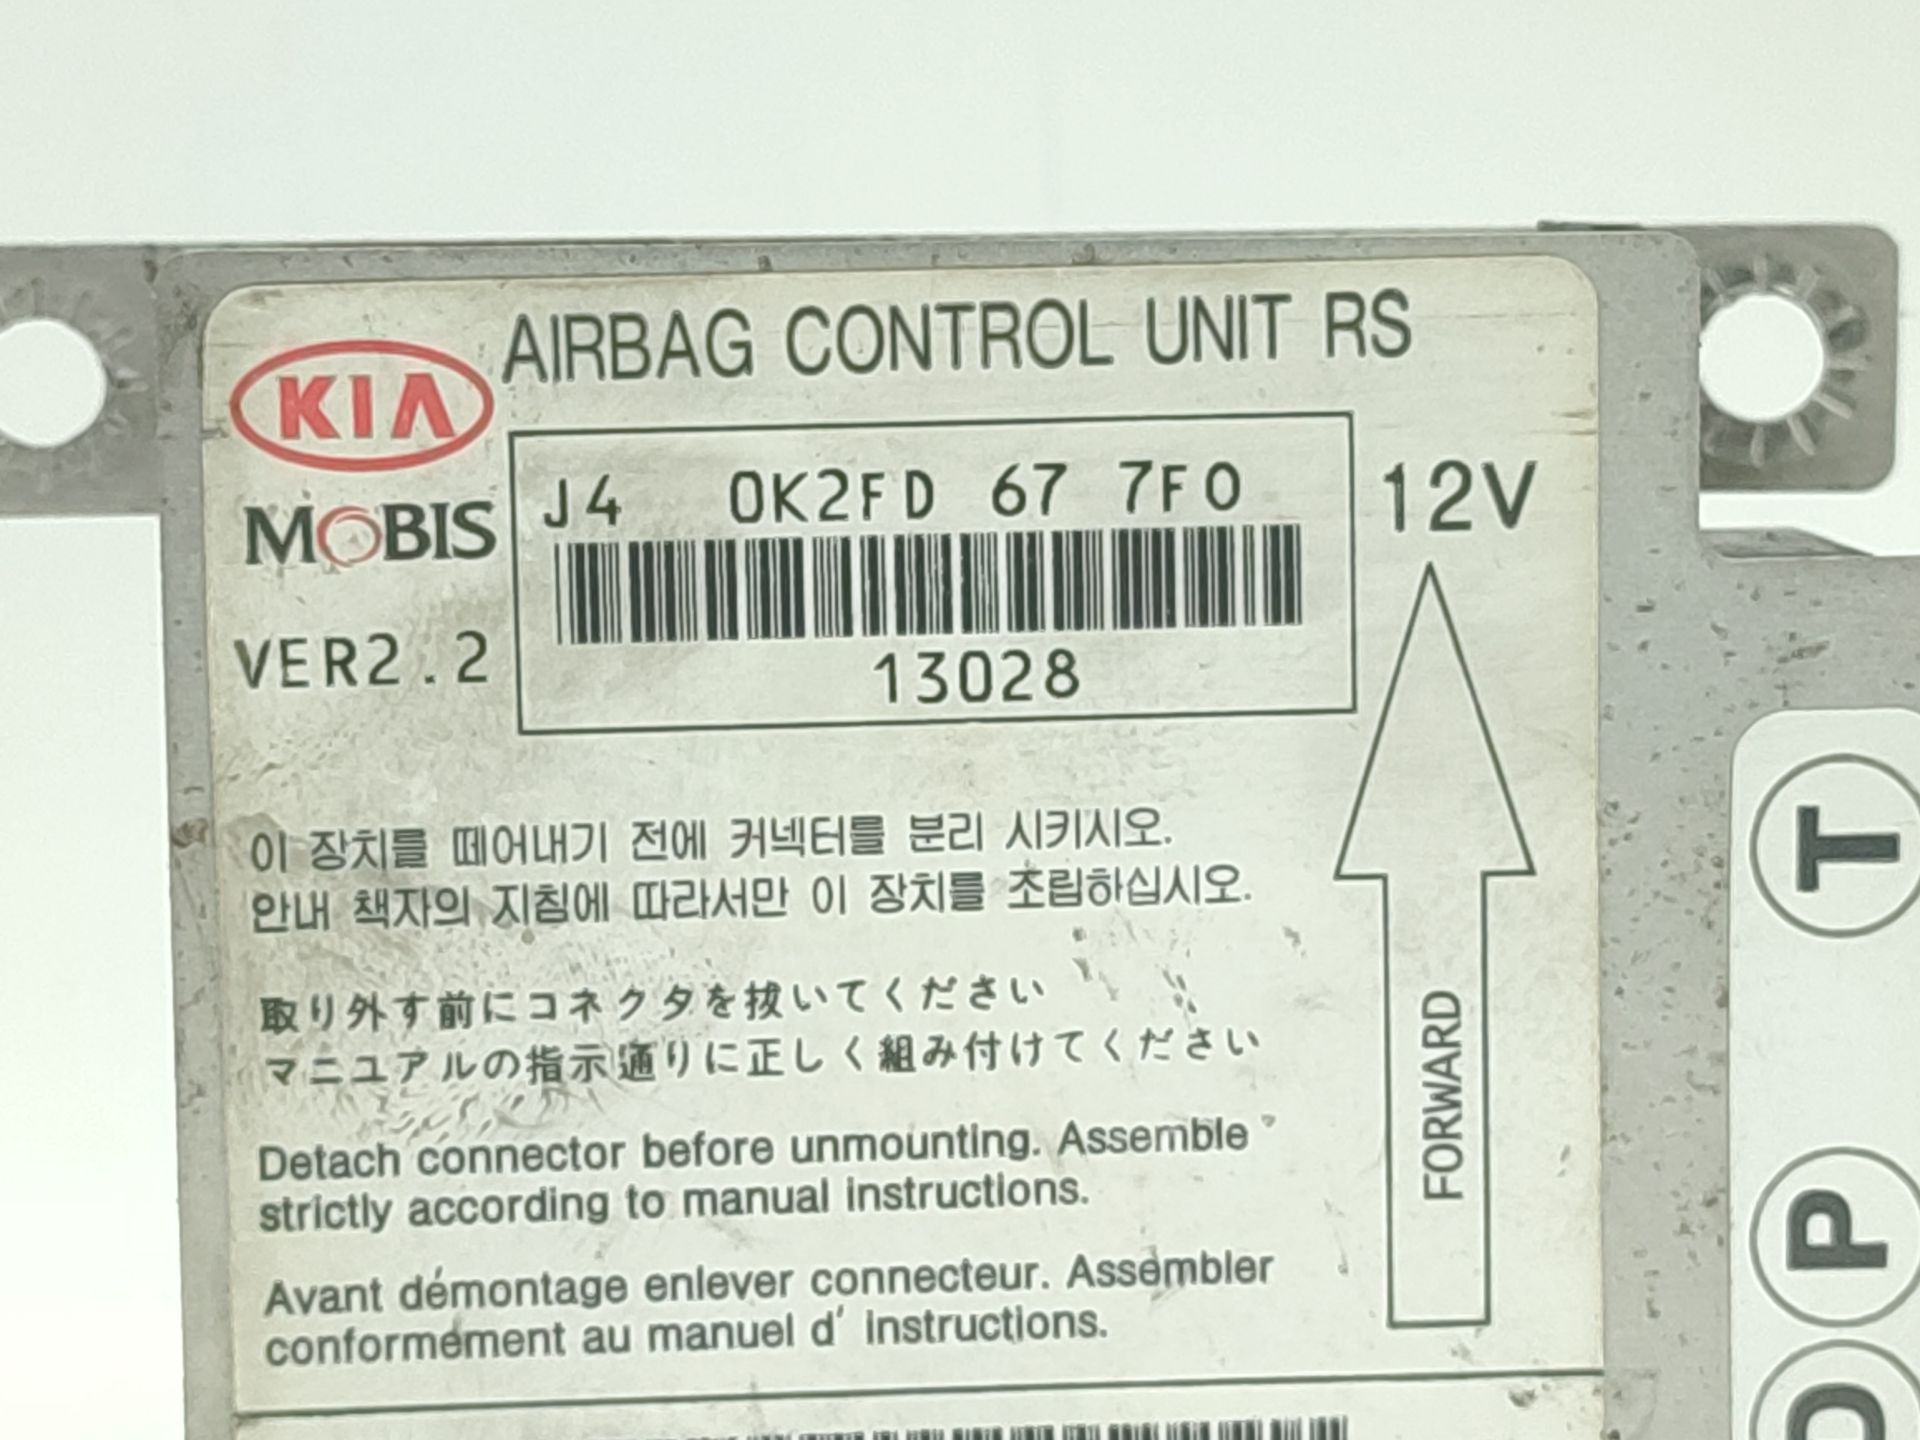 AIRBAG CONTROL UNIT RS
KIA
MOBIS
J4 0K2FD 67 7F0
12V
VER2.2
13028
이 장치를 떼어내기 전에 커넥터를 분리 시키시오.
안내 책자의 지침에 따라서만 이 장치를 조립하십시오.
取り外す前にコネクタを抜いてください
マニュアルの指示通りに正しく組み付けてください
Detach connector before unmounting. Assemble
strictly according to manual instructions.
Avant démontage enlever connecteur. Assembler
conformément au manuel d' instructions.
FORWARD
T
P